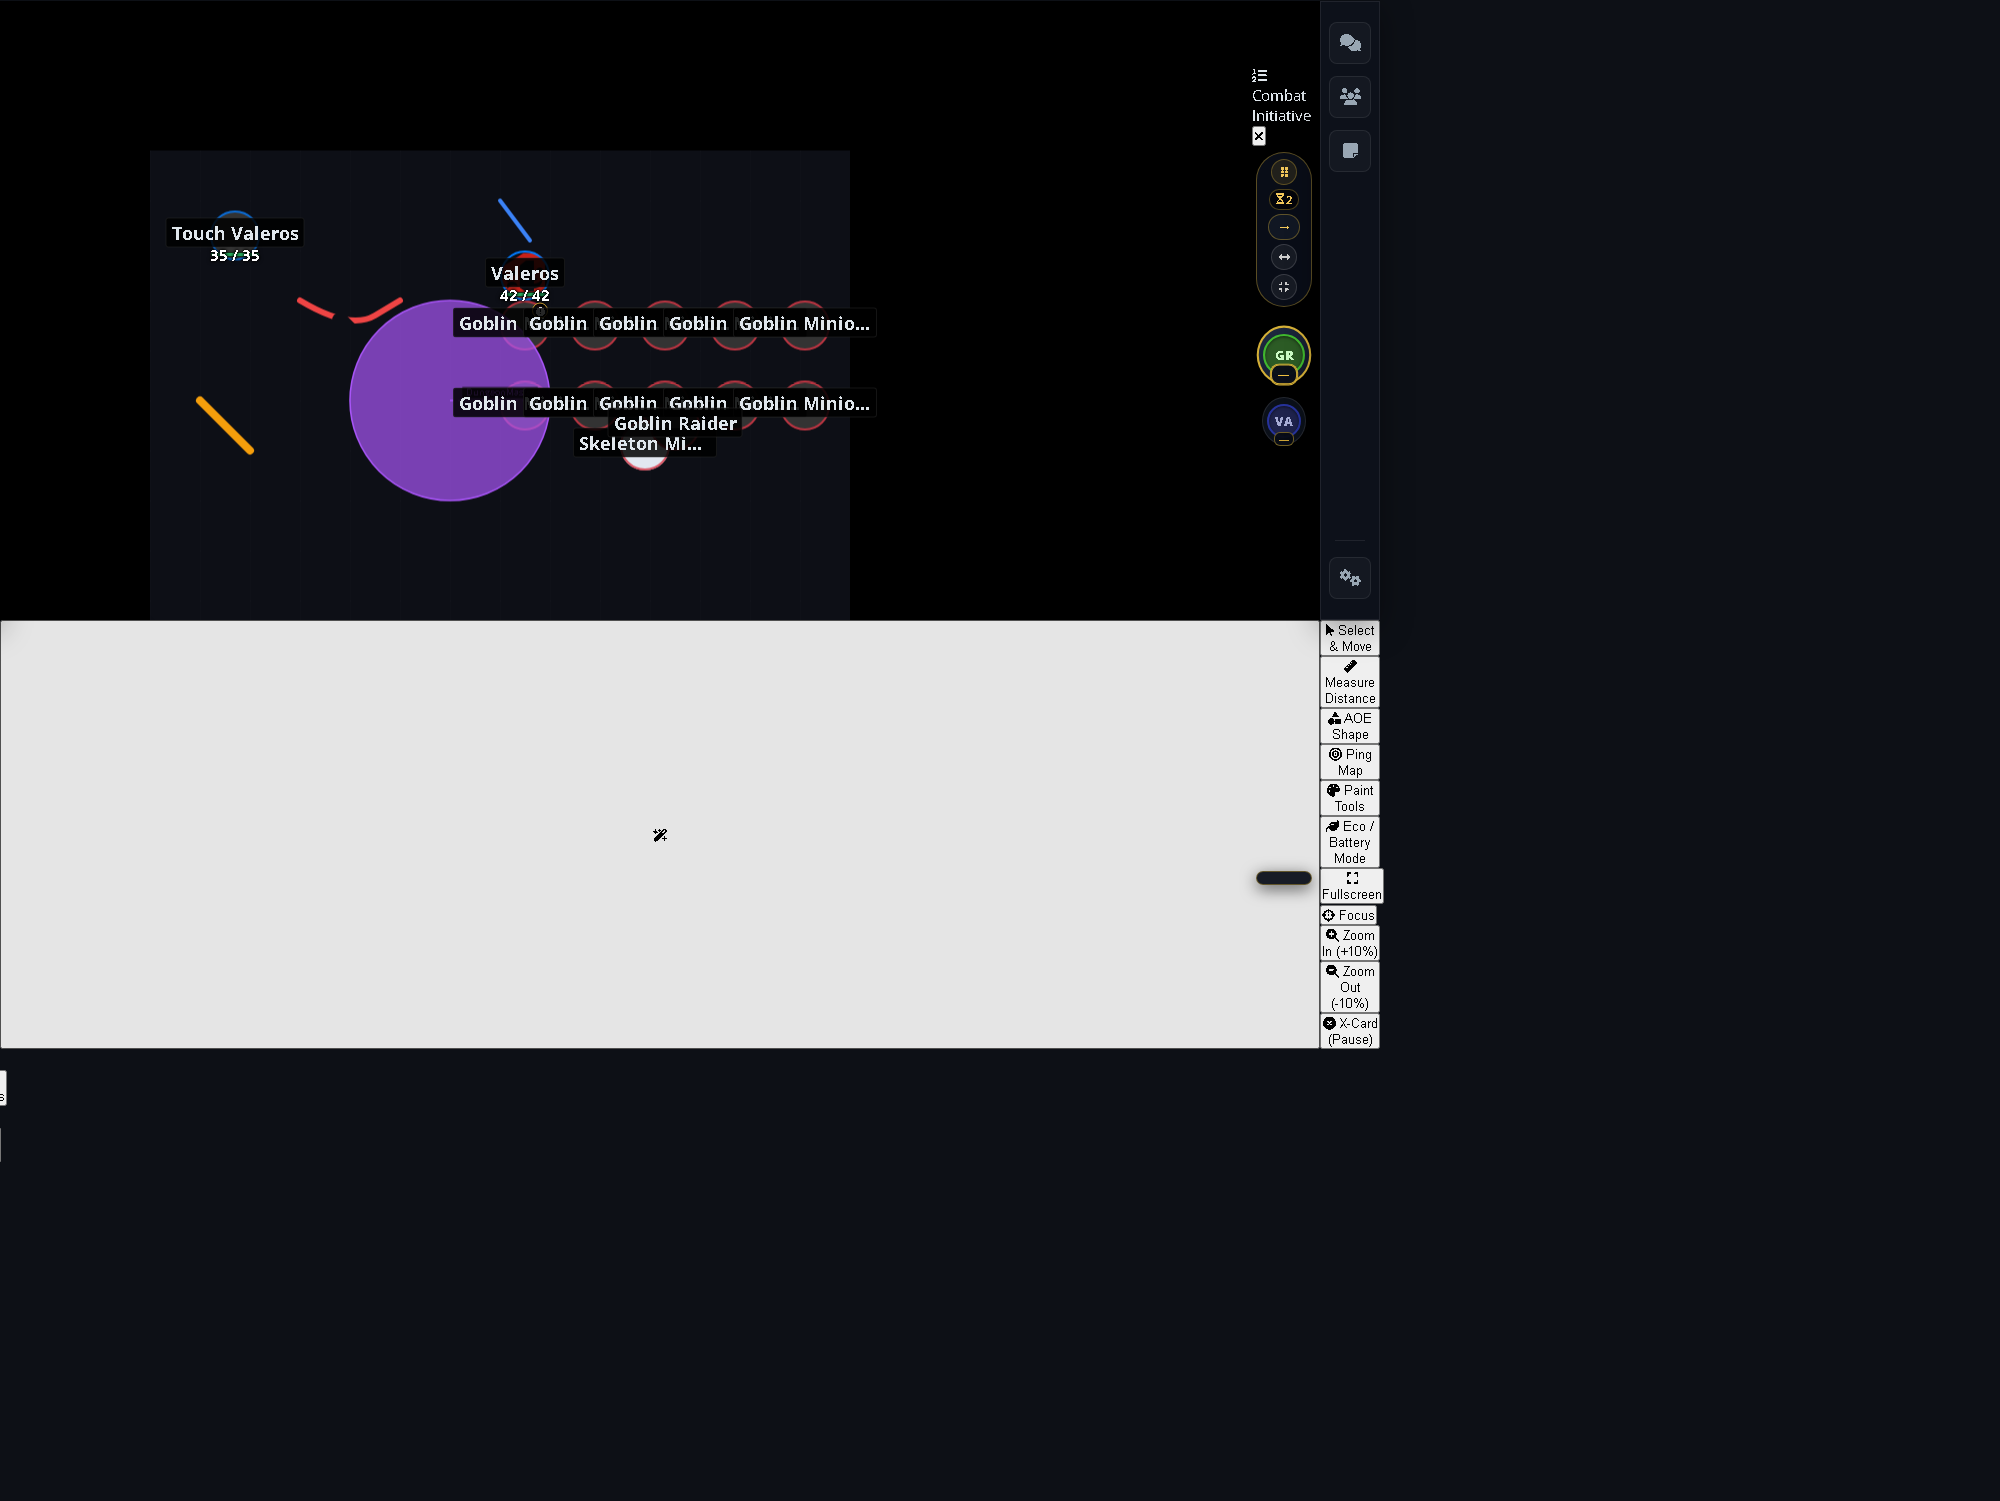 Combat
Initiative
2
Touch Valeros
35 / 35
Valeros
42 / 42
Goblin Goblin Goblin Goblin Goblin Minio...
GR
—
Goblin Goblin Goblin Goblin Goblin Minio...
VA
—
Goblin Raider
Skeleton Mi...
Select
& Move
Measure
Distance
AOE
Shape
Ping
Map
Paint
Tools
Eco /
Battery
Mode
Fullscreen
Focus
Zoom
In (+10%)
Zoom
Out
(-10%)
X-Card
(Pause)
s